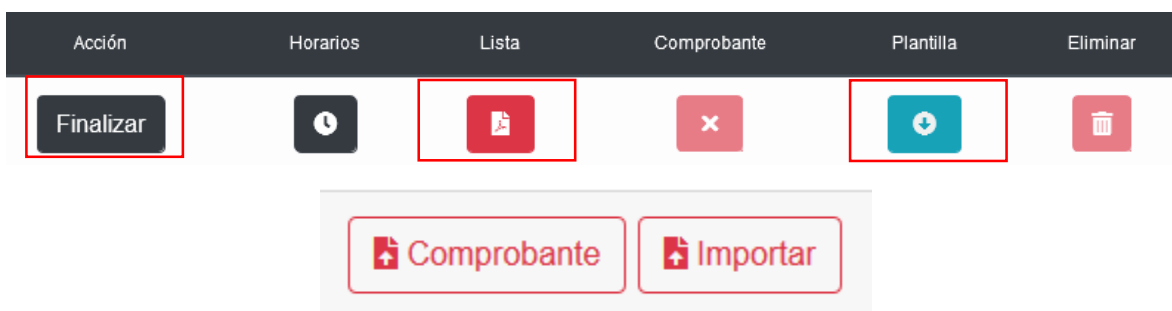 Acción Horarios Lista Comprobante Plantilla Eliminar
Finalizar
Comprobante Importar